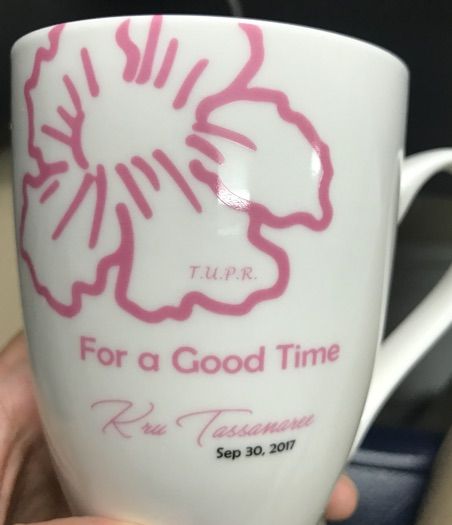 T.U.P.R.
For a Good Time
Kru Tassanaree
Sep 30, 2017